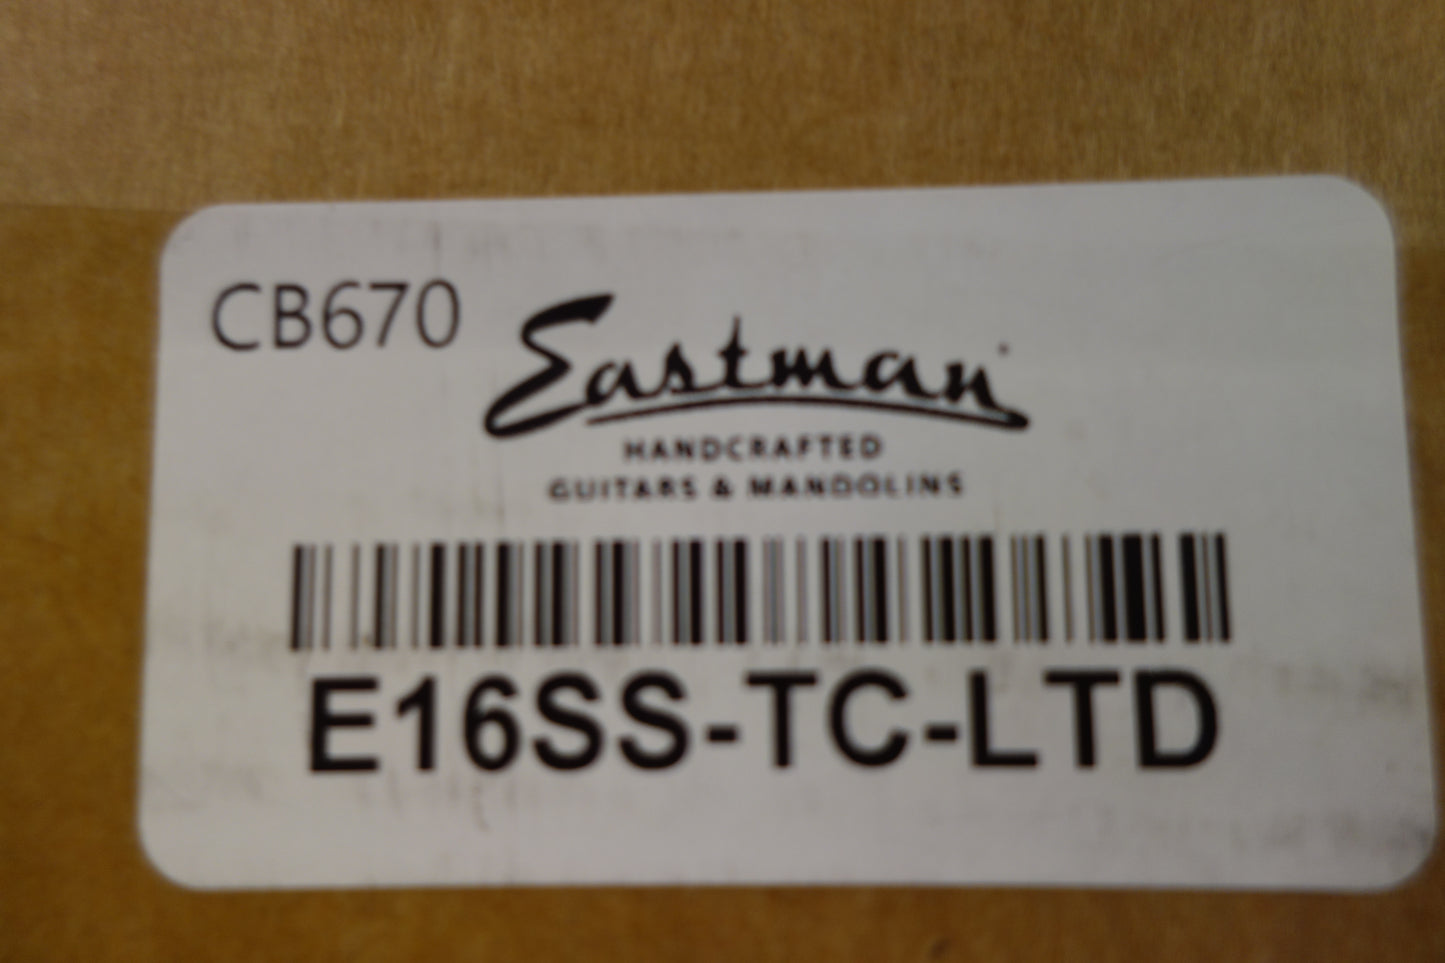 CB670
Eastman
HANDCRAFTED
GUITARS & MANDOLINS
E16SS-TC-LTD